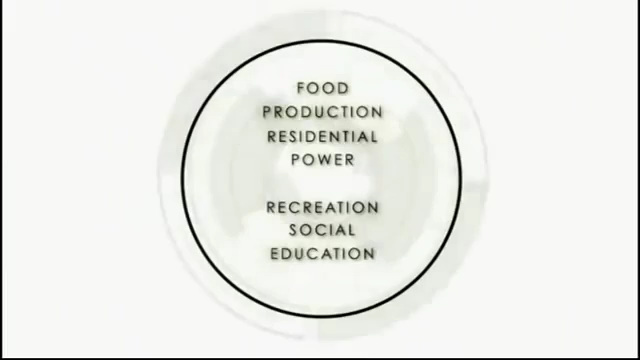 FOOD
PRODUCTION
RESIDENTIAL
POWER
RECREATION
SOCIAL
EDUCATION